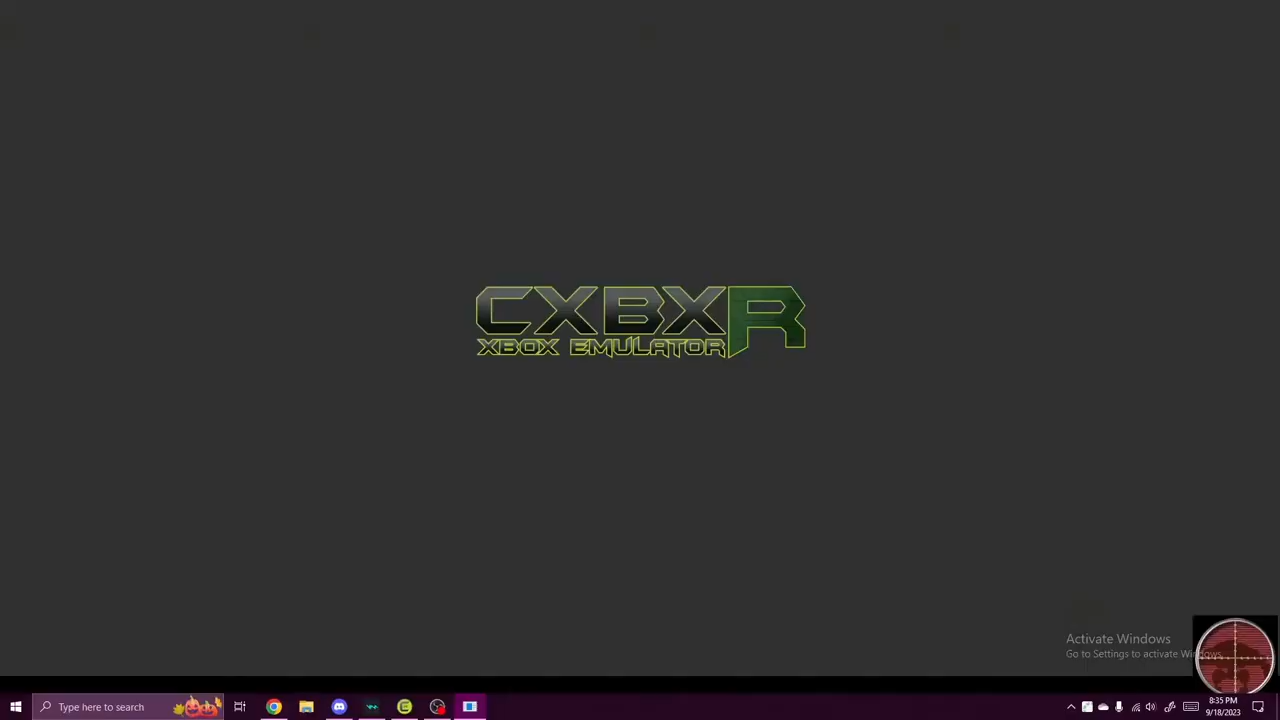 CXBXR
XBOX EMULATOR
Activate Windows
Go to Settings to activate Windows.
Type here to search
8:35 PM
9/18/2023